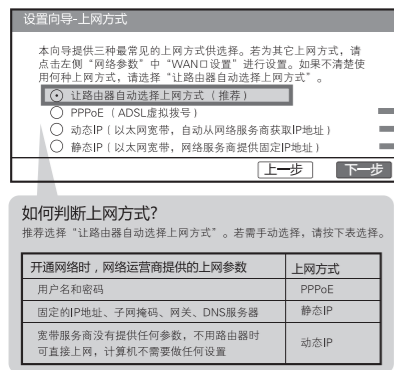 设置向导-上网方式
本向导提供三种最常见的上网方式供选择。若为其它上网方式，请
点击左侧“网络参数”中“WAN口设置”进行设置。如果不清楚使
用何种上网方式，请选择“让路由器自动选择上网方式”。
让路由器自动选择上网方式（推荐）
PPPoE（ADSL虚拟拨号）
动态IP（以太网宽带，自动从网络服务商获取IP地址）
静态IP（以太网宽带，网络服务商提供固定IP地址）
上一步 下一步
如何判断上网方式?
推荐选择“让路由器自动选择上网方式”。若需手动选择，请按下表选择。
开通网络时，网络运营商提供的上网参数 上网方式
用户名和密码 PPPoE
固定的IP地址、子网掩码、网关、DNS服务器 静态IP
宽带服务商没有提供任何参数，不用路由器时
可直接上网，计算机不需要做任何设置 动态IP